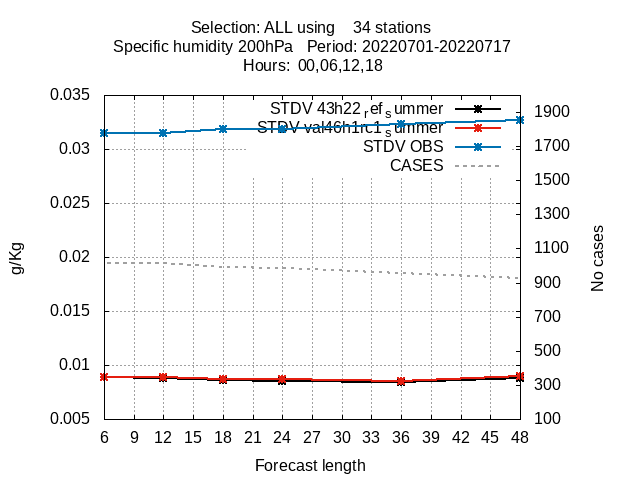 Selection: ALL using    34 stations
Specific humidity 200hPa   Period: 20220701-20220717
Hours: 00,06,12,18
0.035
0.03
0.025
0.02
0.015
0.01
0.005
g/Kg
STDV 43h22_ref_summer
STDV val46h1rc1_summer
STDV OBS
CASES
1900
1700
1500
1300
1100
900
700
500
300
100
No cases
6 9 12 15 18 21 24 27 30 33 36 39 42 45 48
Forecast length